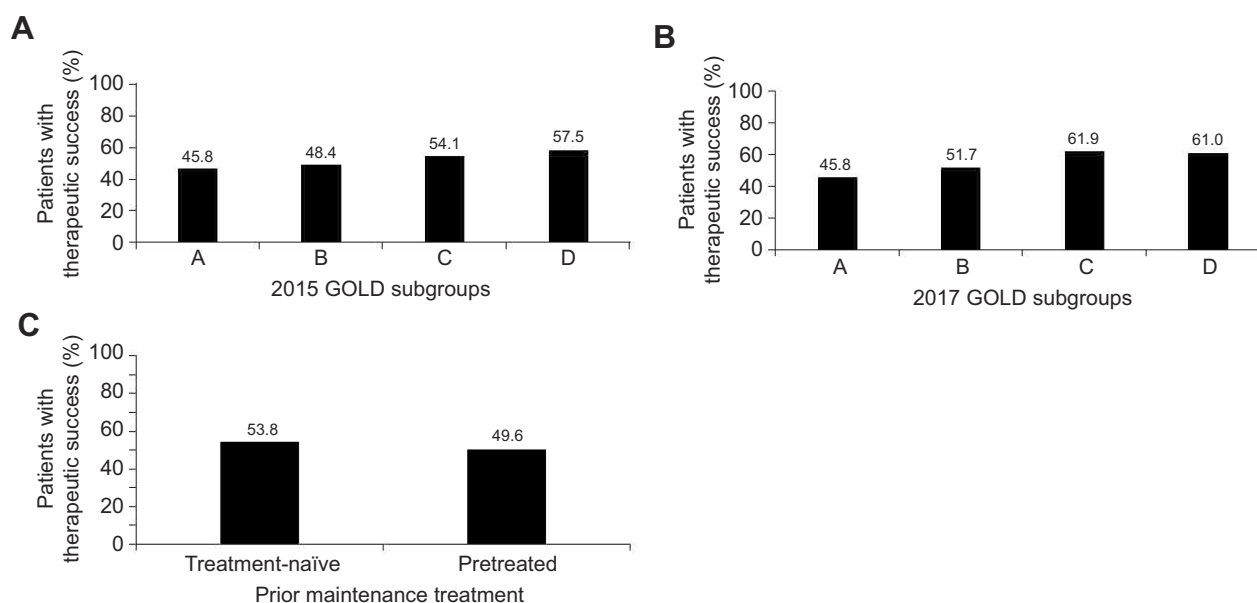 A
Patients with
therapeutic success (%)
100
80
60
40
20
0
45.8
48.4
54.1
57.5
A
B
C
D
2015 GOLD subgroups
B
Patients with
therapeutic success (%)
100
80
60
40
20
0
45.8
51.7
61.9
61.0
A
B
C
D
2017 GOLD subgroups
C
Patients with
therapeutic success (%)
100
80
60
40
20
0
53.8
49.6
Treatment-naïve
Pretreated
Prior maintenance treatment